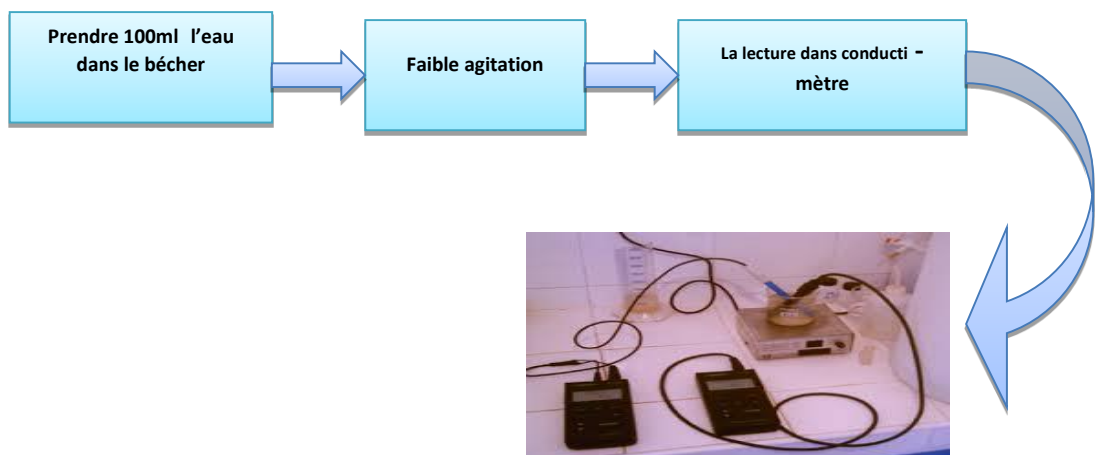 Prendre 100ml l’eau
dans le bécher
Faible agitation
La lecture dans conducti -
mètre